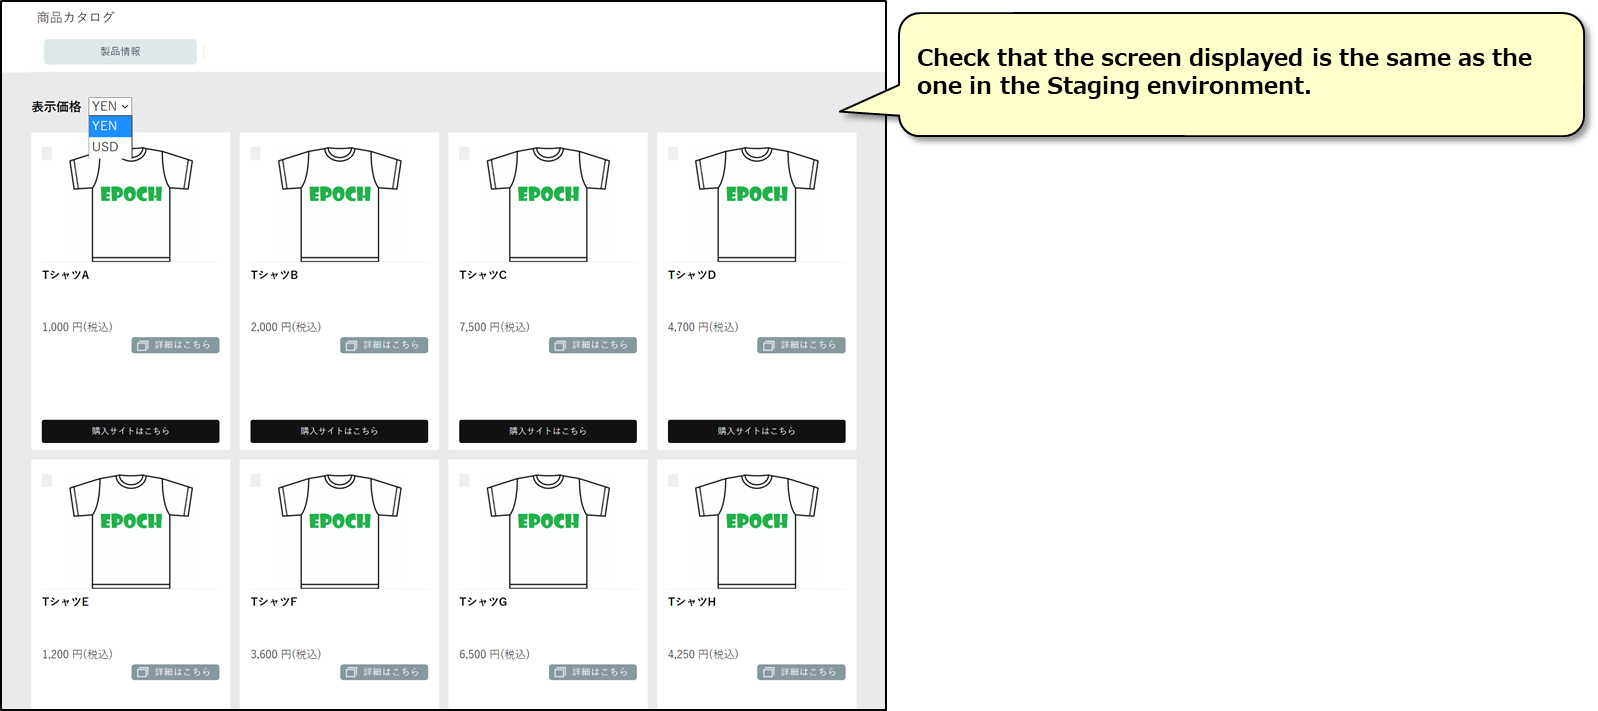 商品カタログ
製品情報
Check that the screen displayed is the same as the
one in the Staging environment.
表示価格 YEN
YEN
USD
EPOCH EPOCH EPOCH EPOCH
TシャツA TシャツB TシャツC TシャツD
1,000 円(税込) 2,000 円(税込) 7,500 円(税込) 4,700 円(税込)
詳細はこちら 詳細はこちら 詳細はこちら 詳細はこちら
購入サイトはこちら 購入サイトはこちら 購入サイトはこちら 購入サイトはこちら
EPOCH EPOCH EPOCH EPOCH
TシャツE TシャツF TシャツG TシャツH
1,200 円(税込) 3,600 円(税込) 6,500 円(税込) 4,250 円(税込)
詳細はこちら 詳細はこちら 詳細はこちら 詳細はこちら